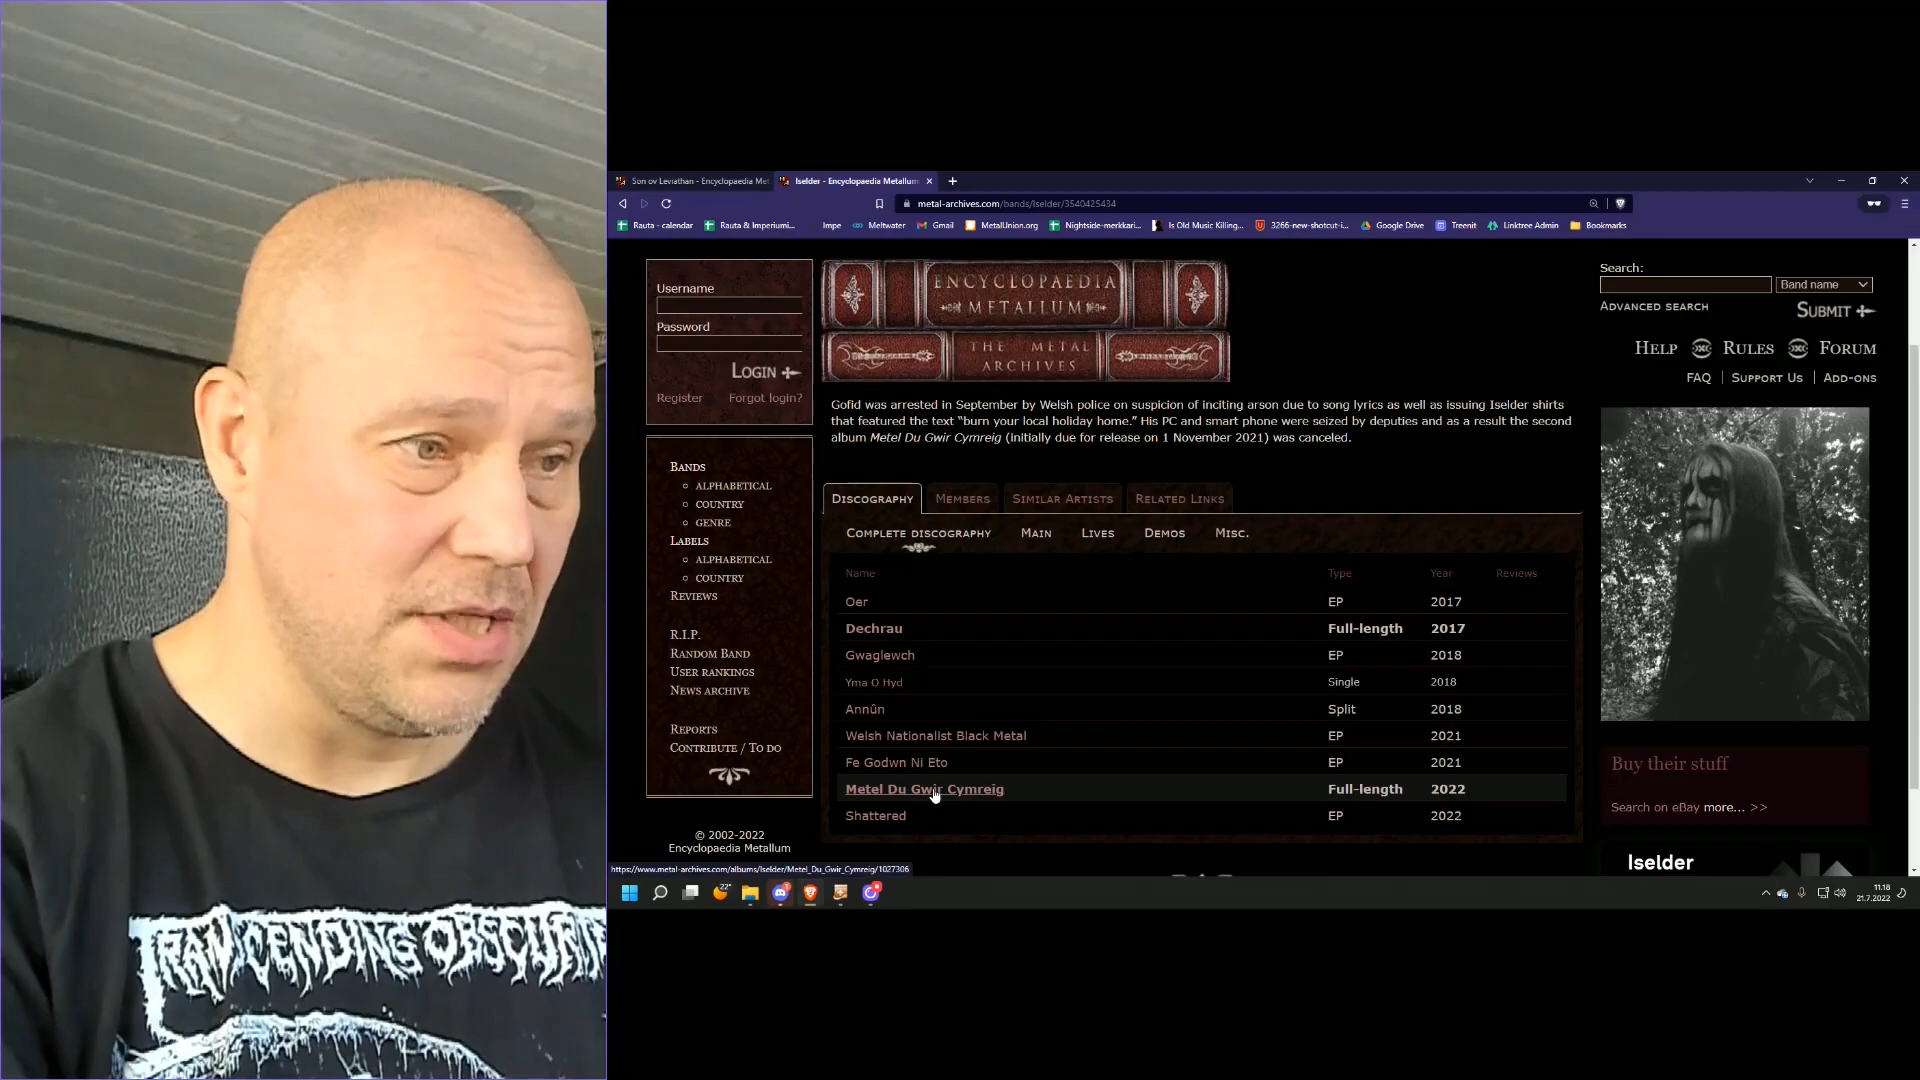 Son ov Leviathan - Encyclopaedia Met
Iselder - Encyclopaedia Metallum
metal-archives.com/bands/Iselder/3540425434
Rauta - calendar
Rauta & Imperiumi...
Impe
Meltwater
Gmail
MetalUnion.org
Nightside-merkkari...
Is Old Music Killing...
3266-new-shotcut-i...
Google Drive
Treenit
Linktree Admin
Bookmarks
Username
Password
LOGIN
Register Forgot login?
ENCYCLOPAEDIA
METALLUM
THE METAL
ARCHIVES
Search:
Band name
ADVANCED SEARCH
SUBMIT
HELP RULES FORUM
FAQ | SUPPORT US | ADD-ONS
Gofid was arrested in September by Welsh police on suspicion of inciting arson due to song lyrics as well as issuing Iselder shirts
that featured the text “burn your local holiday home.” His PC and smart phone were seized by deputies and as a result the second
album Metel Du Gwir Cymreig (initially due for release on 1 November 2021) was canceled.
BANDS
ALPHABETICAL
COUNTRY
GENRE
LABELS
ALPHABETICAL
COUNTRY
REVIEWS
R.I.P.
RANDOM BAND
USER RANKINGS
NEWS ARCHIVE
REPORTS
CONTRIBUTE / TO DO
© 2002-2022
Encyclopaedia Metallum
DISCOGRAPHY MEMBERS SIMILAR ARTISTS RELATED LINKS
COMPLETE DISCOGRAPHY MAIN LIVES DEMOS MISC.
Name Type Year Reviews
Oer EP 2017
Dechrau Full-length 2017
Gwaglewch EP 2018
Yma O Hyd Single 2018
Annûn Split 2018
Welsh Nationalist Black Metal EP 2021
Fe Godwn Ni Eto EP 2021
Metel Du Gwir Cymreig Full-length 2022
Shattered EP 2022
Buy their stuff
Search on eBay more... >>
Iselder
https://www.metal-archives.com/albums/Iselder/Metel_Du_Gwir_Cymreig/1027306
22°
11.18
21.7.2022
TRANSCENDING OBSCURITY